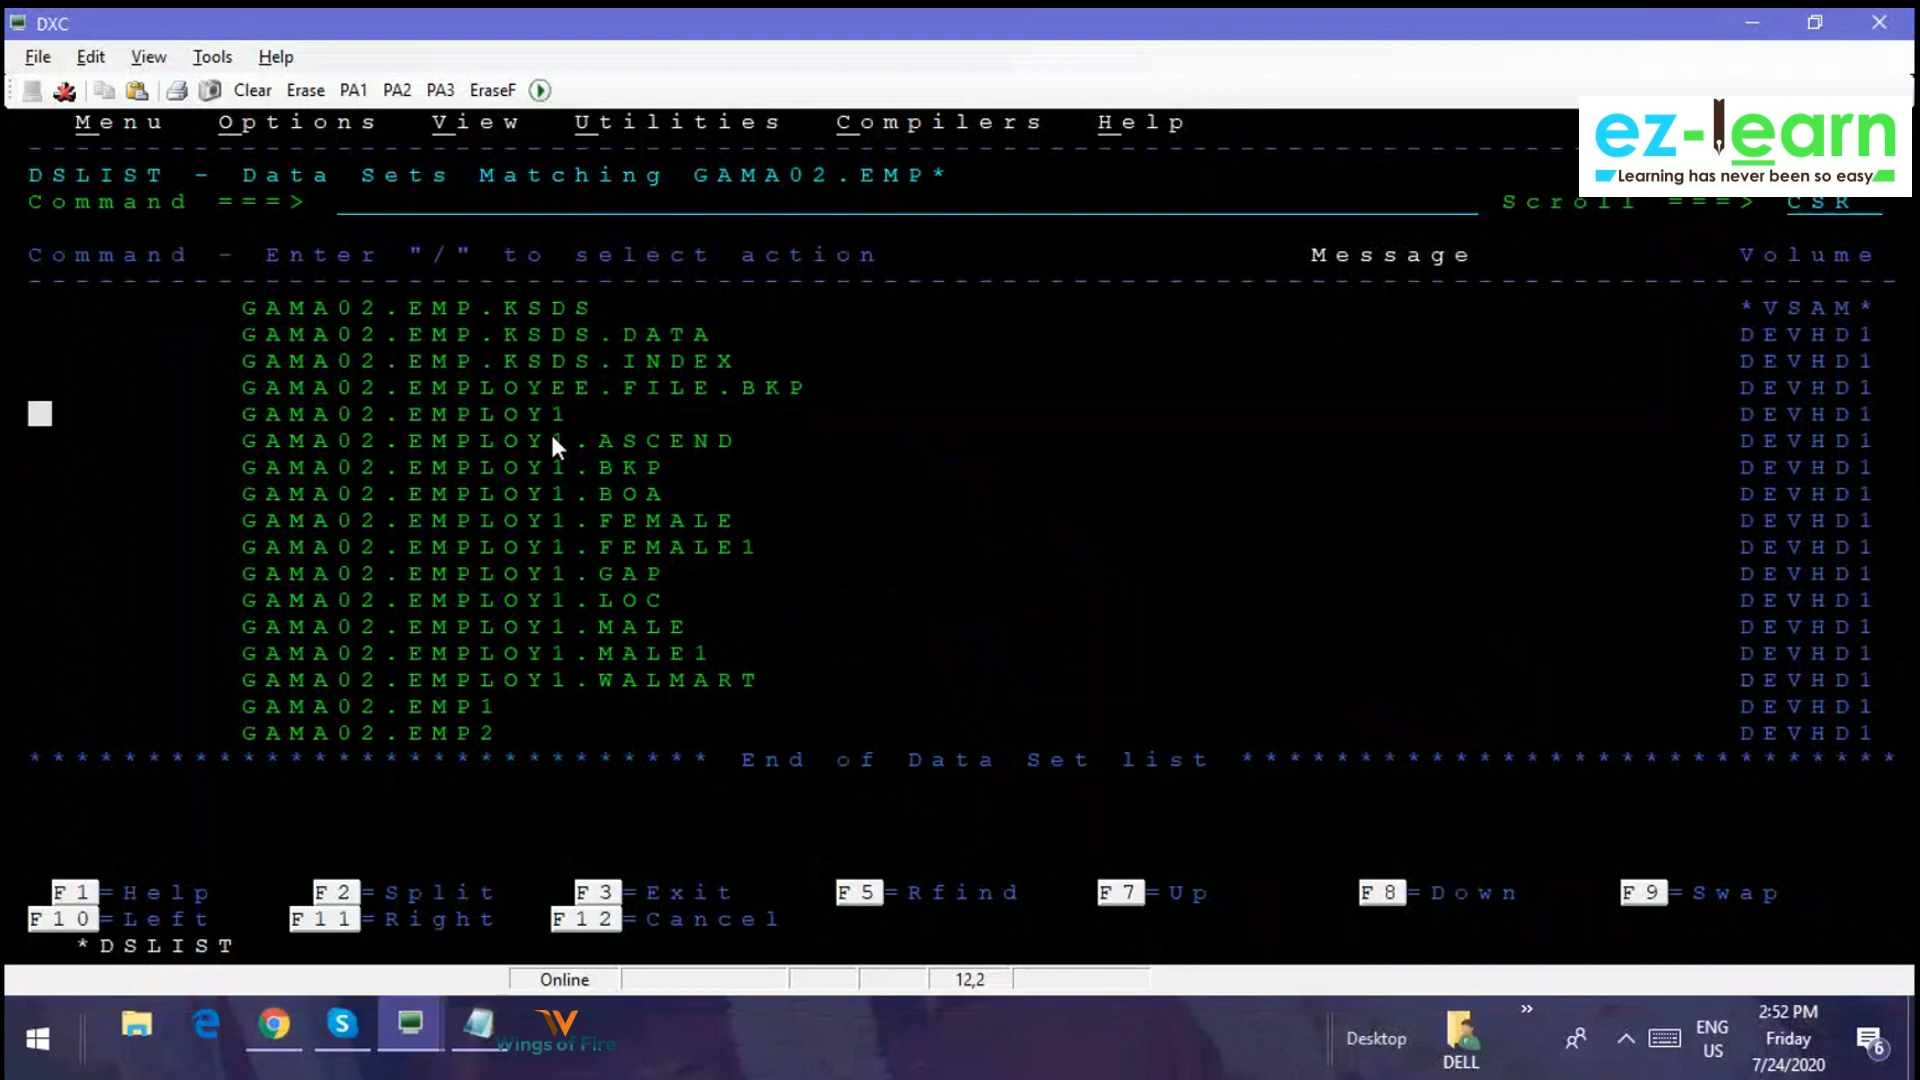 DXC
File Edit View Tools Help
Clear Erase PA1 PA2 PA3 EraseF
Menu Options View Utilities Compilers Help
ez-learn
Learning has never been so easy
DSLIST - Data Sets Matching GAMA02.EMP*
Command ===> Scroll ===> CSR
Command - Enter "/" to select action Message Volume
GAMA02.EMP.KSDS *VSAM*
GAMA02.EMP.KSDS.DATA DEVHD1
GAMA02.EMP.KSDS.INDEX DEVHD1
GAMA02.EMPLOYEE.FILE.BKP DEVHD1
GAMA02.EMPLOY1 DEVHD1
GAMA02.EMPLOY1.ASCEND DEVHD1
GAMA02.EMPLOY1.BKP DEVHD1
GAMA02.EMPLOY1.BOA DEVHD1
GAMA02.EMPLOY1.FEMALE DEVHD1
GAMA02.EMPLOY1.FEMALE1 DEVHD1
GAMA02.EMPLOY1.GAP DEVHD1
GAMA02.EMPLOY1.LOC DEVHD1
GAMA02.EMPLOY1.MALE DEVHD1
GAMA02.EMPLOY1.MALE1 DEVHD1
GAMA02.EMPLOY1.WALMART DEVHD1
GAMA02.EMP1 DEVHD1
GAMA02.EMP2 DEVHD1
***************************** End of Data Set list ****************************
F1=Help F2=Split F3=Exit F5=Rfind F7=Up F8=Down F9=Swap
F10=Left F11=Right F12=Cancel
*DSLIST
Online 12,2
Wings of Fire
Desktop
DELL
ENG
US
2:52 PM
Friday
7/24/2020
6